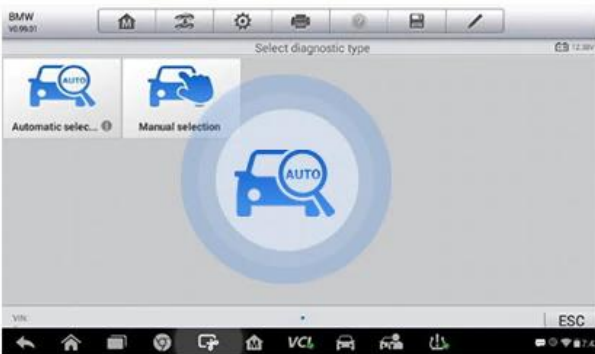 BMW
V0.99.01
Select diagnostic type
12.38V
AUTO
Automatic selec...
Manual selection
AUTO
VIN:
ESC
VCI